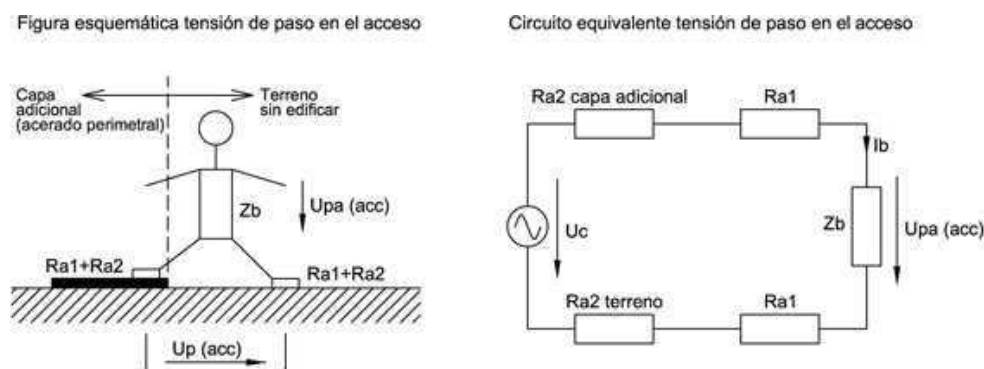 Figura esquemática tensión de paso en el acceso
Capa
adicional
(acerado perimetral)
Terreno
sin edificar
Zb
Upa (acc)
Ra1+Ra2
Ra1+Ra2
Up (acc)
Circuito equivalente tensión de paso en el acceso
Ra2 capa adicional
Ra1
Ib
Uc
Zb
Upa (acc)
Ra2 terreno
Ra1